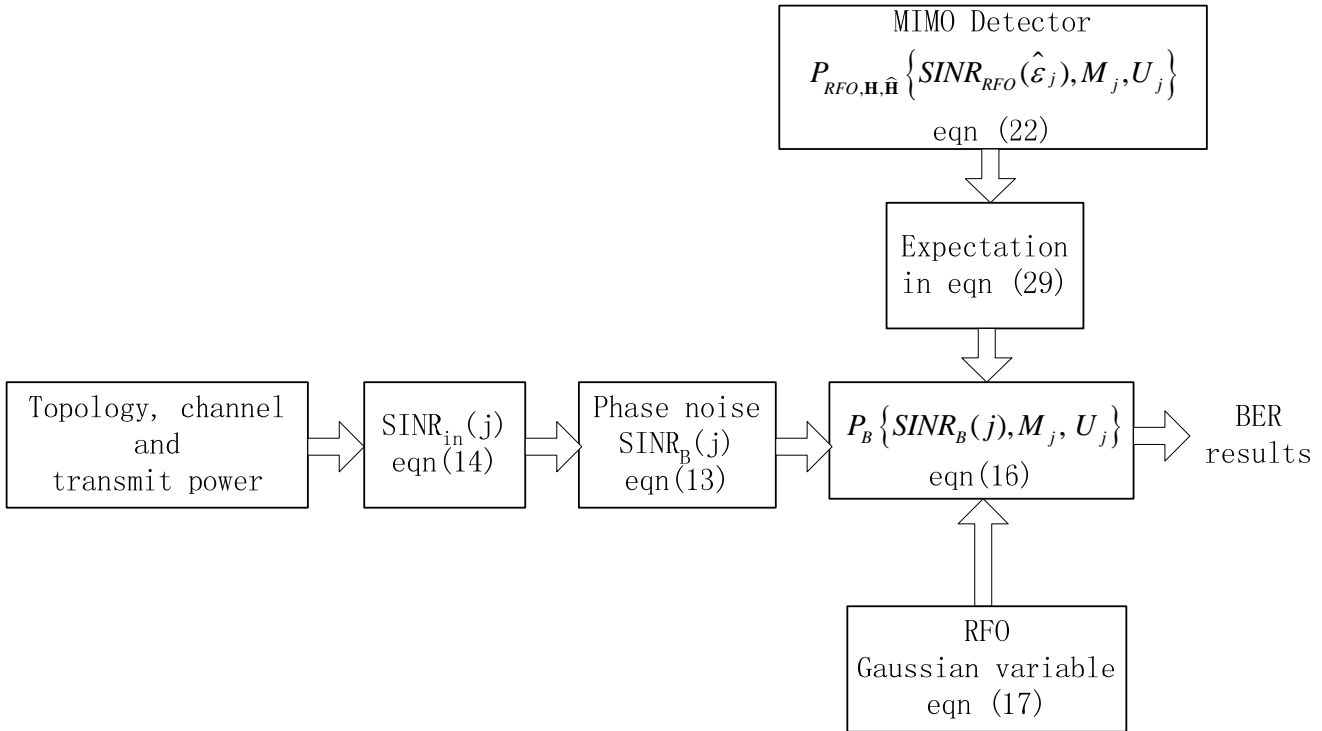 MIMO Detector
P_{RFO,𝐇,𝐇̂}{SINR_{RFO}(ε̂_j),M_j,U_j}
eqn (22)
Expectation
in eqn (29)
Topology, channel
and
transmit power
SINR_{in}(j)
eqn(14)
Phase noise
SINR_B(j)
eqn(13)
P_B{SINR_B(j),M_j, U_j}
eqn(16)
BER
results
RFO
Gaussian variable
eqn (17)